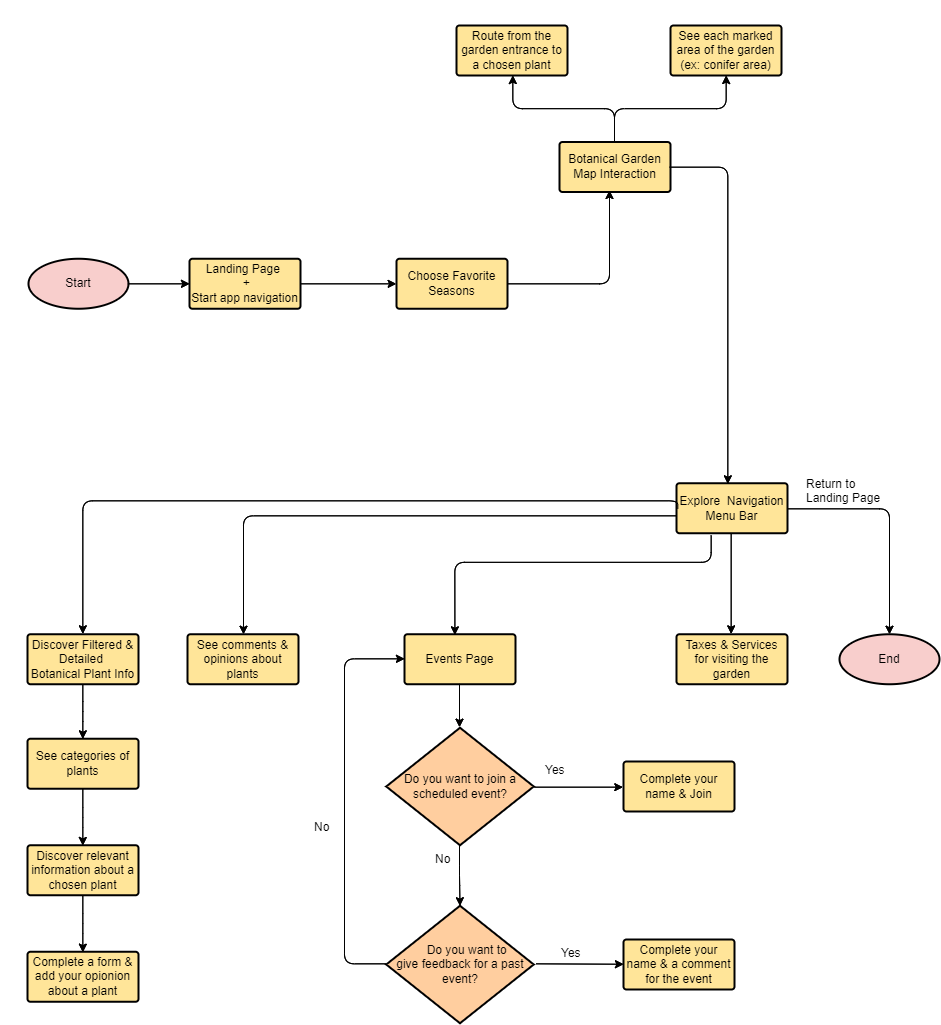 Route from the
garden entrance to
a chosen plant
See each marked
area of the garden
(ex: conifer area)
Botanical Garden
Map Interaction
Start
Landing Page
+
Start app navigation
Choose Favorite
Seasons
Explore Navigation
Menu Bar
Return to
Landing Page
Discover Filtered &
Detailed
Botanical Plant Info
See comments &
opinions about
plants
Events Page
Taxes & Services
for visiting the
garden
End
See categories of
plants
Do you want to join a
scheduled event?
Yes
Complete your
name & Join
No
No
Discover relevant
information about a
chosen plant
Complete a form &
add your opionion
about a plant
Do you want to
give feedback for a past
event?
Yes
Complete your
name & a comment
for the event